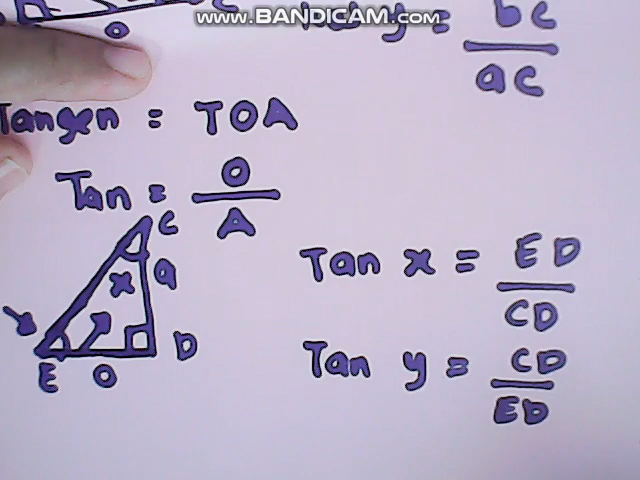 www.BANDICAM.com
y = bC
aC
Tangen = TOA
Tan = O
A
C
x
a
E
O
D
Tan x = ED
CD
Tan y = CD
ED